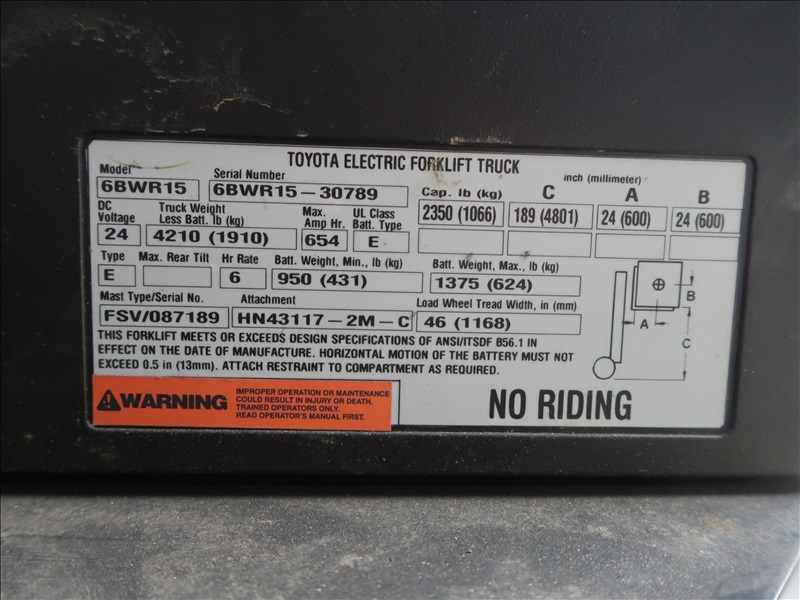 TOYOTA ELECTRIC FORKLIFT TRUCK
Model Serial Number inch (millimeter)
6BWR15 6BWR15-30789 Cap. lb (kg) C A B
DC Voltage Truck Weight Less Batt. lb (kg) Max. Amp Hr. UL Class Batt. Type 2350 (1066) 189 (4801) 24 (600) 24 (600)
24 4210 (1910) 654 E
Type Max. Rear Tilt Hr Rate Batt. Weight, Min., lb (kg) Batt. Weight, Max., lb (kg)
E 6 950 (431) 1375 (624)
Mast Type/Serial No. Attachment Load Wheel Tread Width, in (mm)
FSV/087189 HN43117-2M-C 46 (1168)
B
A
C
THIS FORKLIFT MEETS OR EXCEEDS DESIGN SPECIFICATIONS OF ANSI/ITSDF B56.1 IN
EFFECT ON THE DATE OF MANUFACTURE. HORIZONTAL MOTION OF THE BATTERY MUST NOT
EXCEED 0.5 in (13mm). ATTACH RESTRAINT TO COMPARTMENT AS REQUIRED.
WARNING
IMPROPER OPERATION OR MAINTENANCE
COULD RESULT IN INJURY OR DEATH.
TRAINED OPERATORS ONLY.
READ OPERATOR'S MANUAL FIRST.
NO RIDING